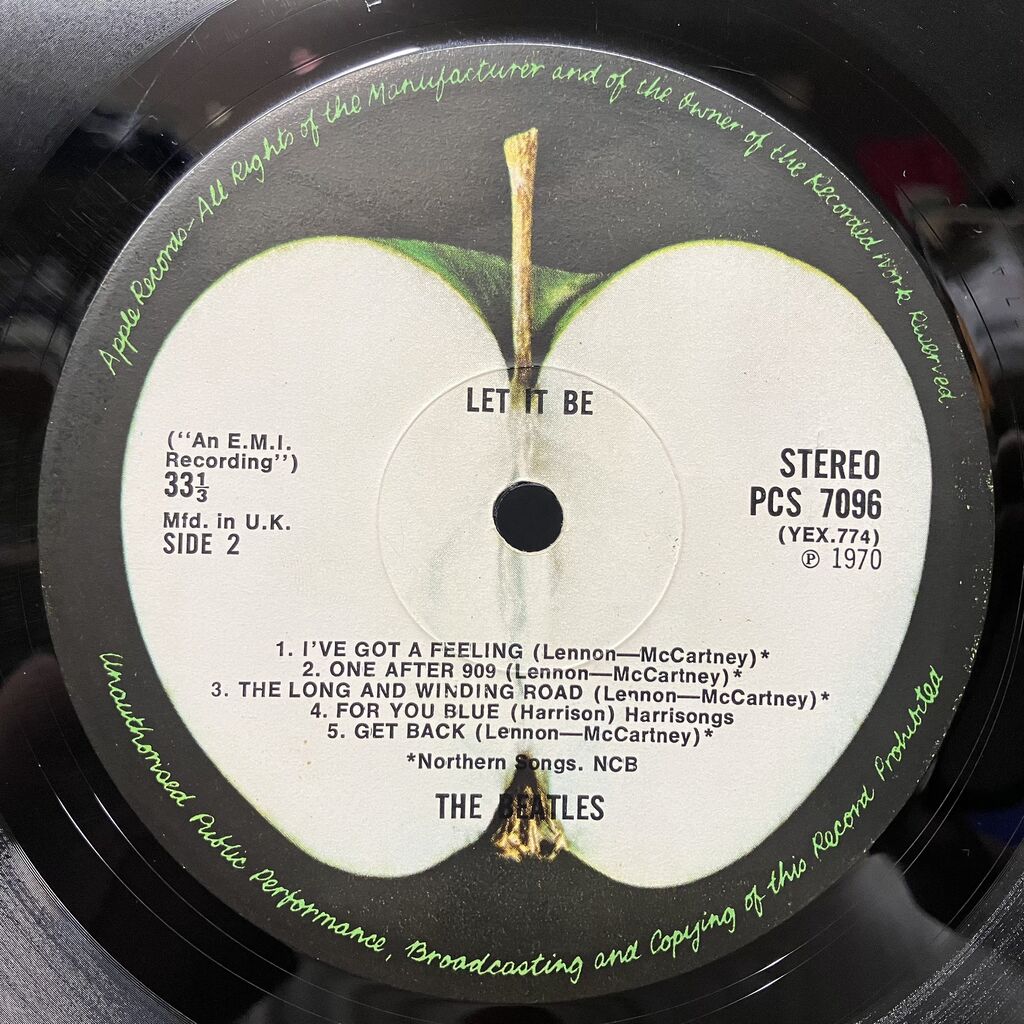 Apple Records-All Rights of the Manufacturer and of the Owner of the Recorded Work Reserved.
LET IT BE
("An E.M.I.
Recording")
33⅓
Mfd. in U.K.
SIDE 2
STEREO
PCS 7096
(YEX.774)
℗ 1970
1. I'VE GOT A FEELING (Lennon—McCartney)*
2. ONE AFTER 909 (Lennon—McCartney)*
3. THE LONG AND WINDING ROAD (Lennon—McCartney)*
4. FOR YOU BLUE (Harrison) Harrisongs
5. GET BACK (Lennon—McCartney)*
*Northern Songs. NCB
THE BEATLES
Unauthorised Public Performance, Broadcasting and Copying of this Record Prohibited